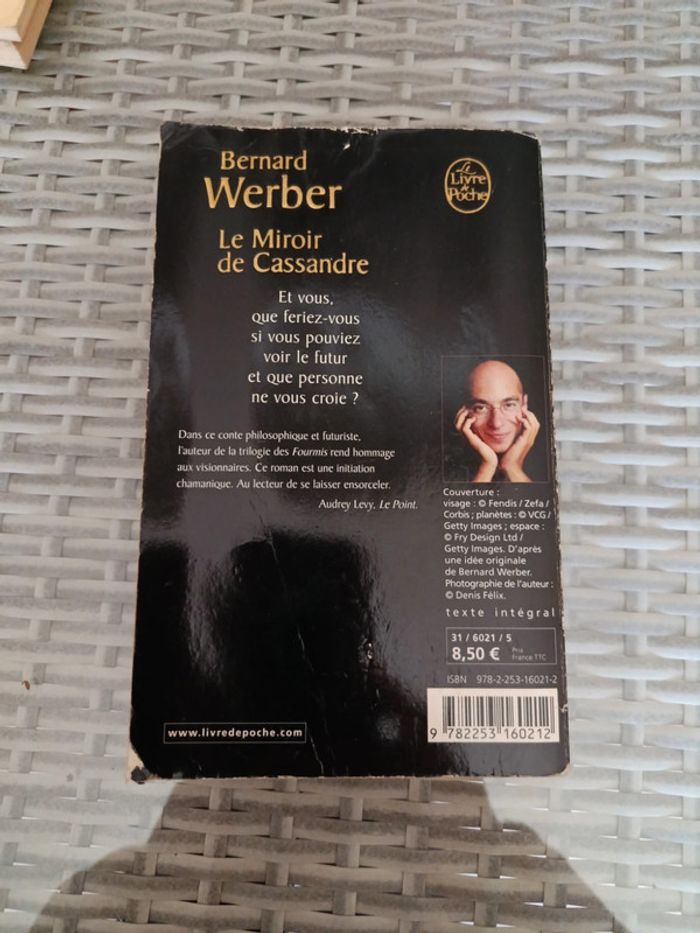 Bernard
Werber
Le Miroir
de Cassandre
Le
Livre
de
Poche
Et vous,
que feriez-vous
si vous pouviez
voir le futur
et que personne
ne vous croie ?
Dans ce conte philosophique et futuriste,
l'auteur de la trilogie des Fourmis rend hommage
aux visionnaires. Ce roman est une initiation
chamanique. Au lecteur de se laisser ensorceler.
Audrey Levy, Le Point.
Couverture :
visage : © Fendis / Zefa /
Corbis ; planètes : © VCG /
Getty Images ; espace :
© Fry Design Ltd /
Getty Images. D'après
une idée originale
de Bernard Werber.
Photographie de l'auteur :
© Denis Félix.
texte intégral
31 / 6021 / 5
8,50 € Prix
France TTC
ISBN 978-2-253-16021-2
www.livredepoche.com
9 782253 160212